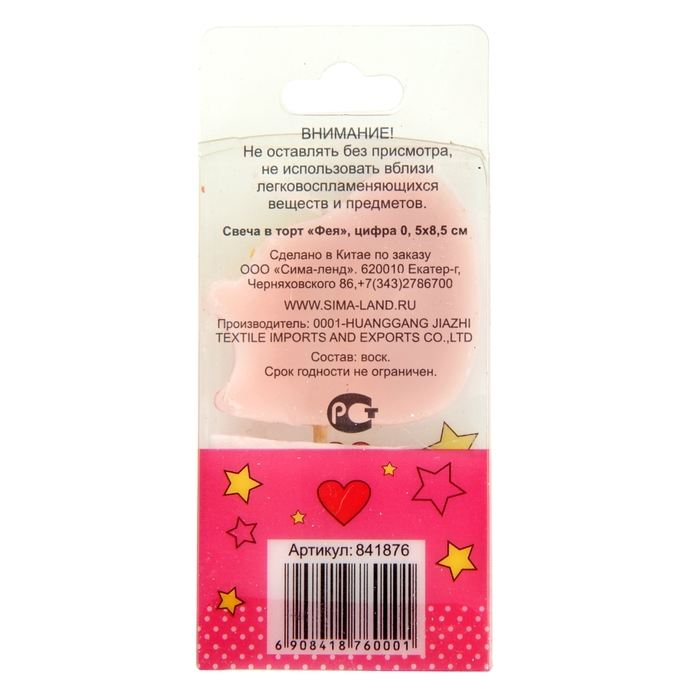 ВНИМАНИЕ!
Не оставлять без присмотра,
не использовать вблизи
легковоспламеняющихся
веществ и предметов.
Свеча в торт «Фея», цифра 0, 5х8,5 см
Сделано в Китае по заказу
ООО «Сима-ленд». 620010 Екатер-г,
Черняховского 86,+7(343)2786700
WWW.SIMA-LAND.RU
Производитель: 0001-HUANGGANG JIAZHI
TEXTILE IMPORTS AND EXPORTS CO.,LTD
Состав: воск.
Срок годности не ограничен.
РСТ
Артикул: 841876
6 908418 760001